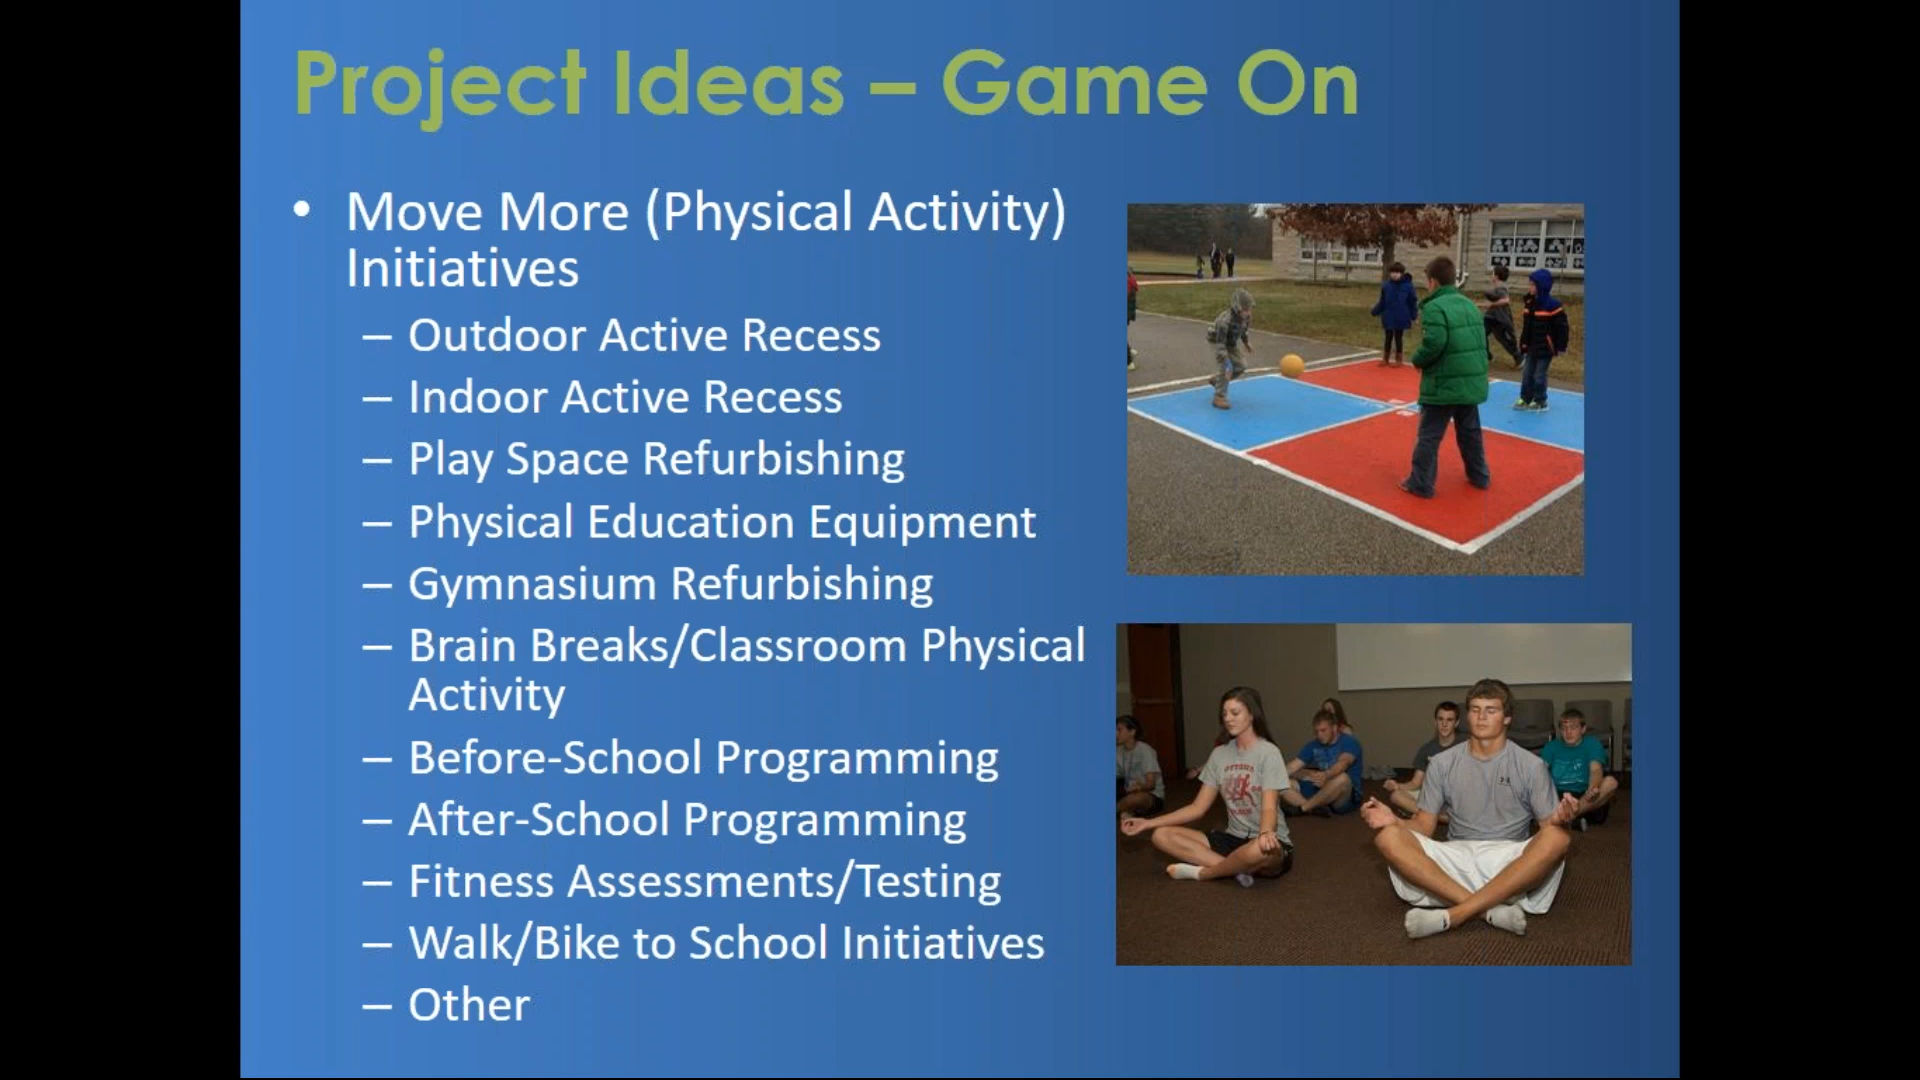 Project Ideas – Game On
• Move More (Physical Activity)
Initiatives
– Outdoor Active Recess
– Indoor Active Recess
– Play Space Refurbishing
– Physical Education Equipment
– Gymnasium Refurbishing
– Brain Breaks/Classroom Physical
Activity
– Before-School Programming
– After-School Programming
– Fitness Assessments/Testing
– Walk/Bike to School Initiatives
– Other